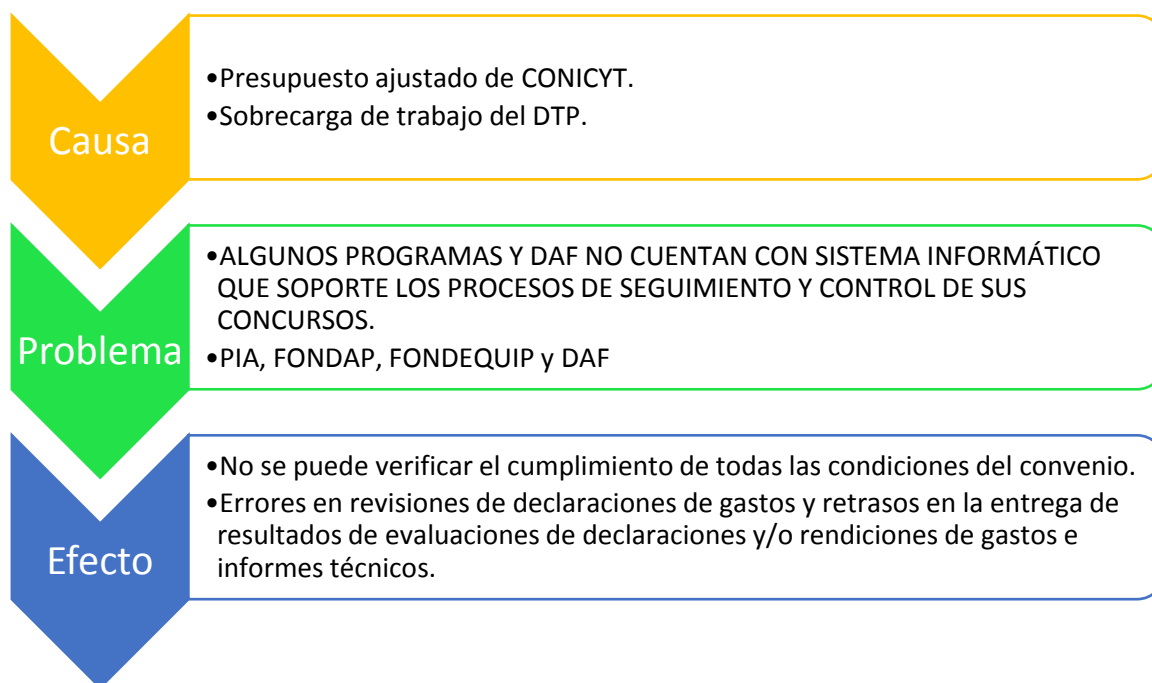 Causa
•Presupuesto ajustado de CONICYT.
•Sobrecarga de trabajo del DTP.
Problema
•ALGUNOS PROGRAMAS Y DAF NO CUENTAN CON SISTEMA INFORMÁTICO
QUE SOPORTE LOS PROCESOS DE SEGUIMIENTO Y CONTROL DE SUS
CONCURSOS.
•PIA, FONDAP, FONDEQUIP y DAF
Efecto
•No se puede verificar el cumplimiento de todas las condiciones del convenio.
•Errores en revisiones de declaraciones de gastos y retrasos en la entrega de
resultados de evaluaciones de declaraciones y/o rendiciones de gastos e
informes técnicos.